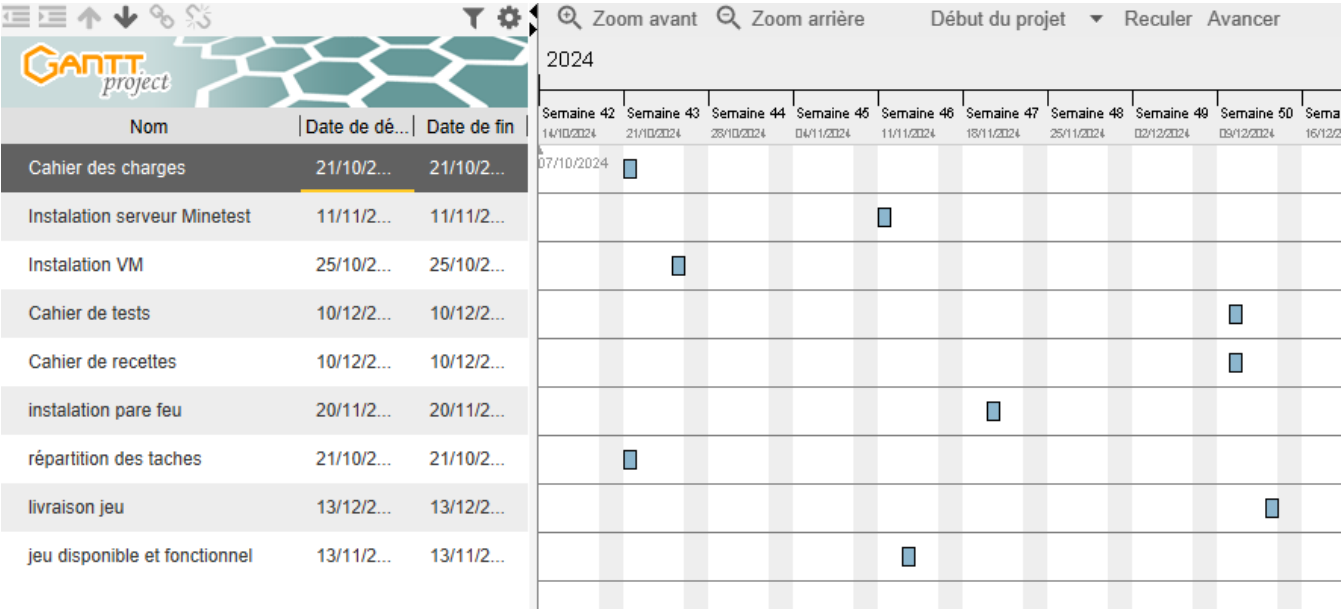 Zoom avant Zoom arrière Début du projet Reculer Avancer
GANTT project
2024
Nom Date de dé... Date de fin
Semaine 42 Semaine 43 Semaine 44 Semaine 45 Semaine 46 Semaine 47 Semaine 48 Semaine 49 Semaine 50 Sema
14/10/2024 21/10/2024 28/10/2024 04/11/2024 11/11/2024 18/11/2024 25/11/2024 02/12/2024 09/12/2024 16/12/2
07/10/2024
Cahier des charges 21/10/2... 21/10/2...
Instalation serveur Minetest 11/11/2... 11/11/2...
Instalation VM 25/10/2... 25/10/2...
Cahier de tests 10/12/2... 10/12/2...
Cahier de recettes 10/12/2... 10/12/2...
instalation pare feu 20/11/2... 20/11/2...
répartition des taches 21/10/2... 21/10/2...
livraison jeu 13/12/2... 13/12/2...
jeu disponible et fonctionnel 13/11/2... 13/11/2...